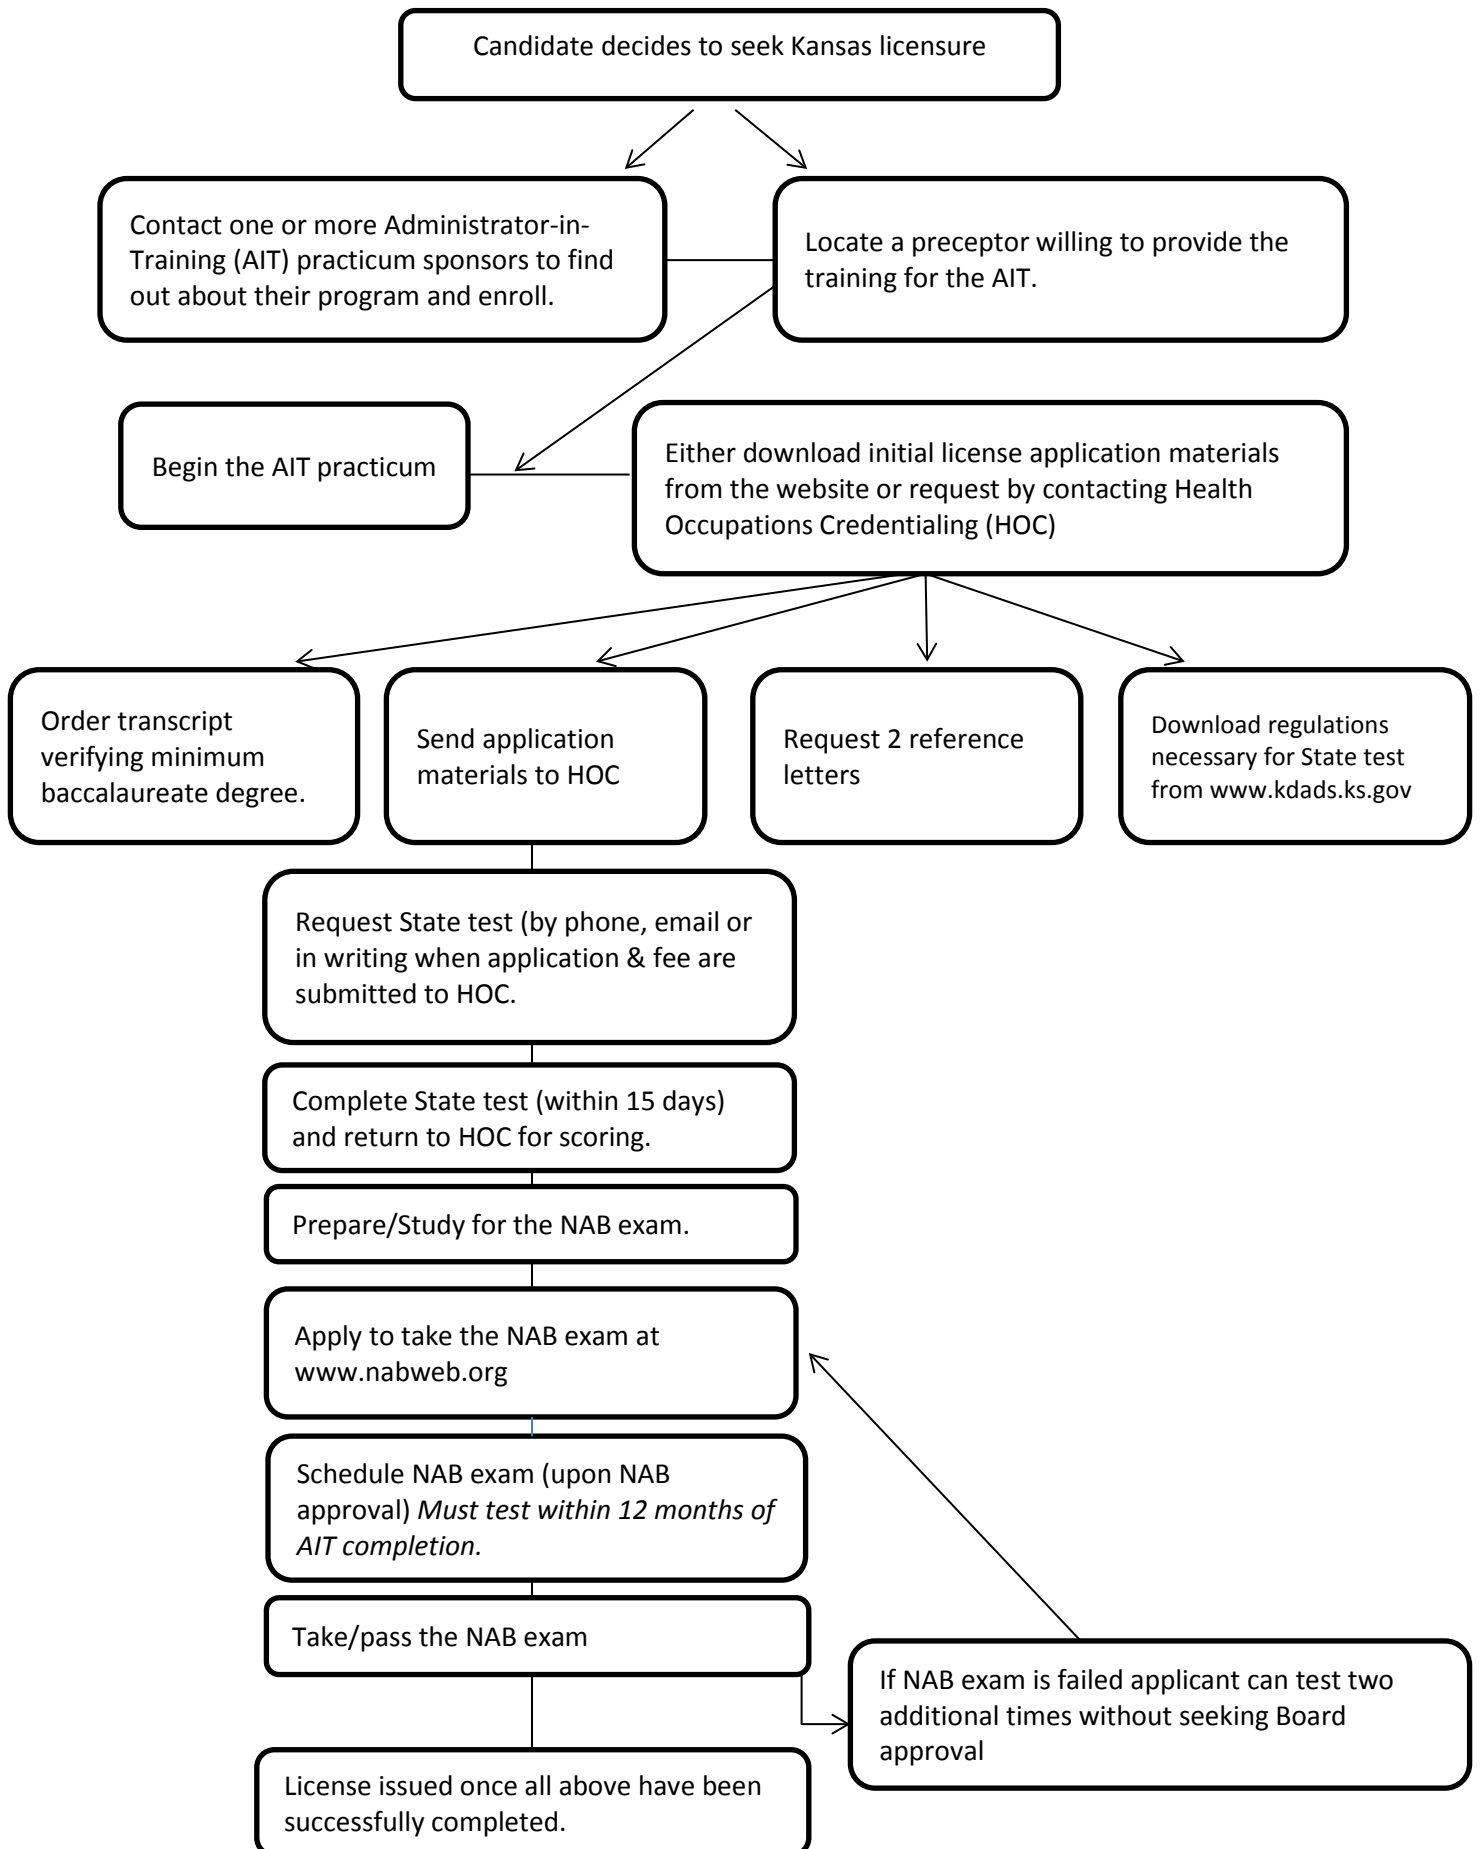 Candidate decides to seek Kansas licensure
Contact one or more Administrator-in-
Training (AIT) practicum sponsors to find
out about their program and enroll.
Locate a preceptor willing to provide the
training for the AIT.
Begin the AIT practicum
Either download initial license application materials
from the website or request by contacting Health
Occupations Credentialing (HOC)
Order transcript
verifying minimum
baccalaureate degree.
Send application
materials to HOC
Request 2 reference
letters
Download regulations
necessary for State test
from www.kdads.ks.gov
Request State test (by phone, email or
in writing when application & fee are
submitted to HOC.
Complete State test (within 15 days)
and return to HOC for scoring.
Prepare/Study for the NAB exam.
Apply to take the NAB exam at
www.nabweb.org
Schedule NAB exam (upon NAB
approval) Must test within 12 months of
AIT completion.
Take/pass the NAB exam
If NAB exam is failed applicant can test two
additional times without seeking Board
approval
License issued once all above have been
successfully completed.